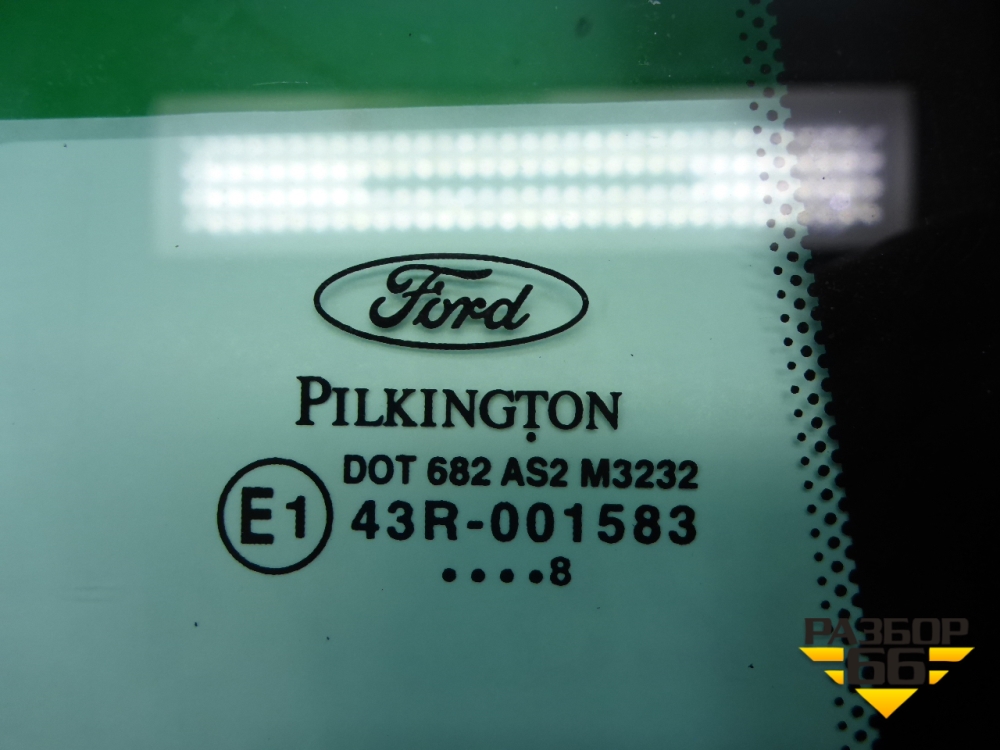 Ford
PILKINGTON
DOT 682 AS2 M3232
E1
43R-001583
....8
РАЗБОР
66